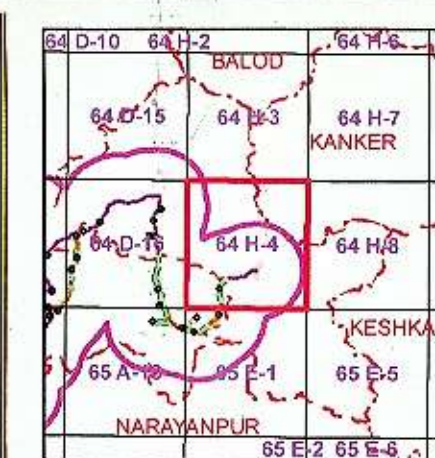 64 D-10 64 H-2 64 H-6
BALOD
64 D-15 64 H-3 64 H-7
KANKER
64 D-16 64 H-4 64 H-8
KESHKA
65 A-13 65 E-1 65 E-5
NARAYANPUR
65 E-2 65 E-6